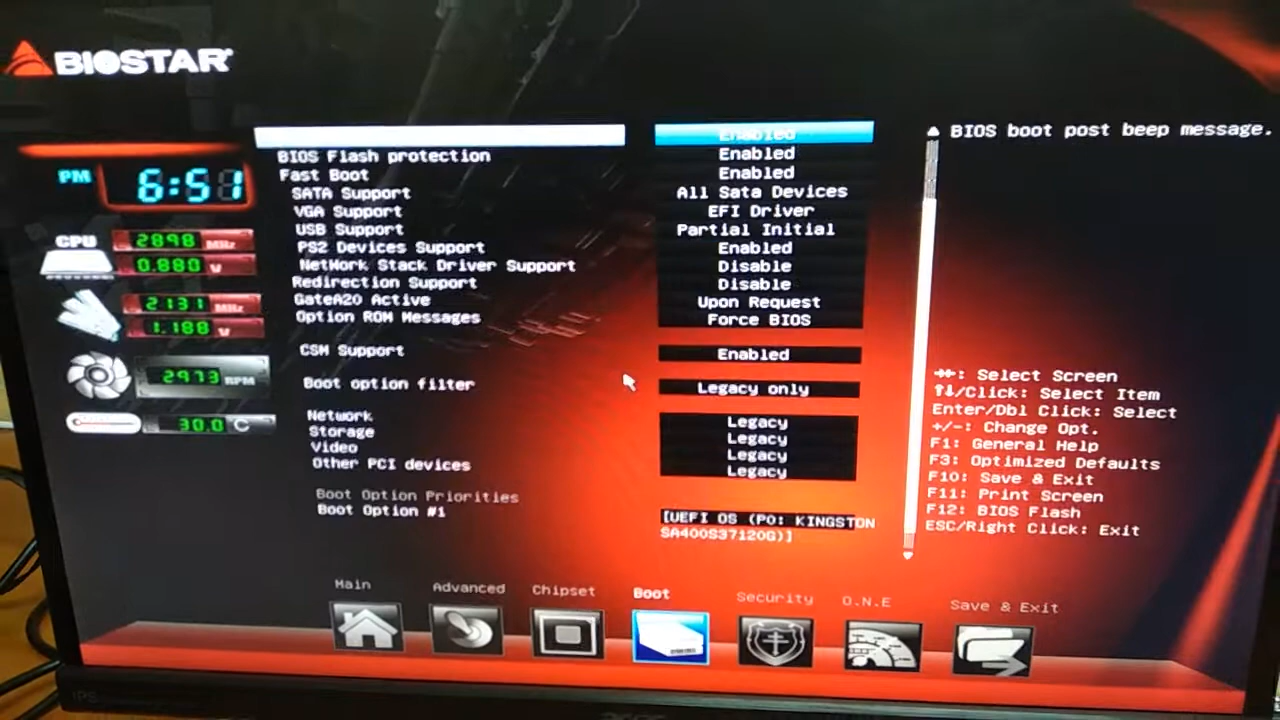 BIOSTAR
PM 6:51
CPU
2898 MHz
0.880 V
2131 MHz
1.188 V
2973 RPM
30.0 C
Enabled
BIOS Flash protection Enabled
Fast Boot Enabled
SATA Support All Sata Devices
VGA Support EFI Driver
USB Support Partial Initial
PS2 Devices Support Enabled
NetWork Stack Driver Support Disable
Redirection Support Disable
GateA20 Active Upon Request
Option ROM Messages Force BIOS
CSM Support Enabled
Boot option filter Legacy only
Network Legacy
Storage Legacy
Video Legacy
Other PCI devices Legacy
Boot Option Priorities
Boot Option #1 [UEFI OS (P0: KINGSTON
SA400S37120G)]
BIOS boot post beep message.
: Select Screen
↑↓/Click: Select Item
Enter/Dbl Click: Select
+/-: Change Opt.
F1: General Help
F3: Optimized Defaults
F10: Save & Exit
F11: Print Screen
F12: BIOS Flash
ESC/Right Click: Exit
Main Advanced Chipset Boot Security O.N.E Save & Exit
IPS